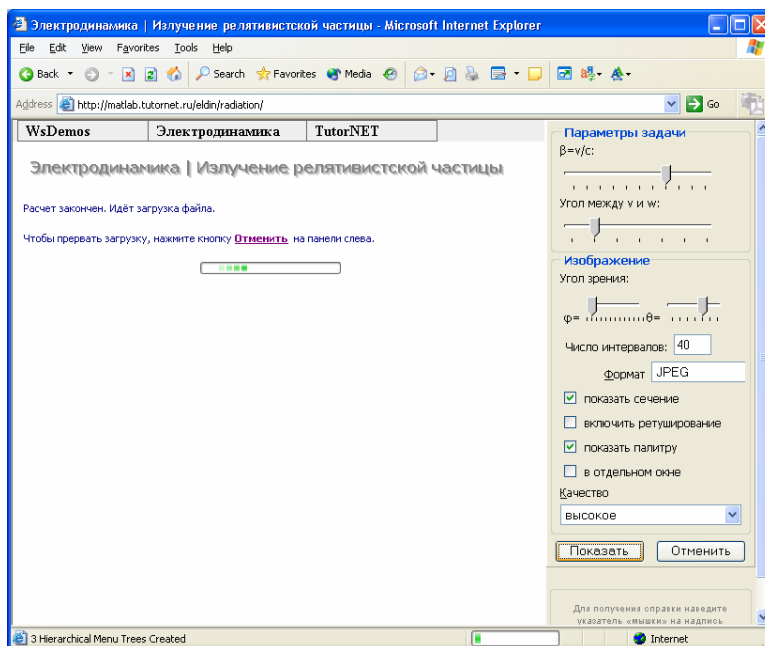 Электродинамика | Излучение релятивистской частицы - Microsoft Internet Explorer
File Edit View Favorites Tools Help
Back Search Favorites Media
Address http://matlab.tutornet.ru/eldin/radiation/ Go
WsDemos Электродинамика TutorNET
Электродинамика | Излучение релятивистской частицы
Расчет закончен. Идёт загрузка файла.
Чтобы прервать загрузку, нажмите кнопку Отменить на панели слева.
Параметры задачи
β=v/c:
Угол между v и w:
Изображение
Угол зрения:
φ= θ=
Число интервалов: 40
Формат JPEG
показать сечение
включить ретуширование
показать палитру
в отдельном окне
Качество
высокое
Показать Отменить
Для получения справки наведите
указатель «мышки» на надпись
3 Hierarchical Menu Trees Created Internet